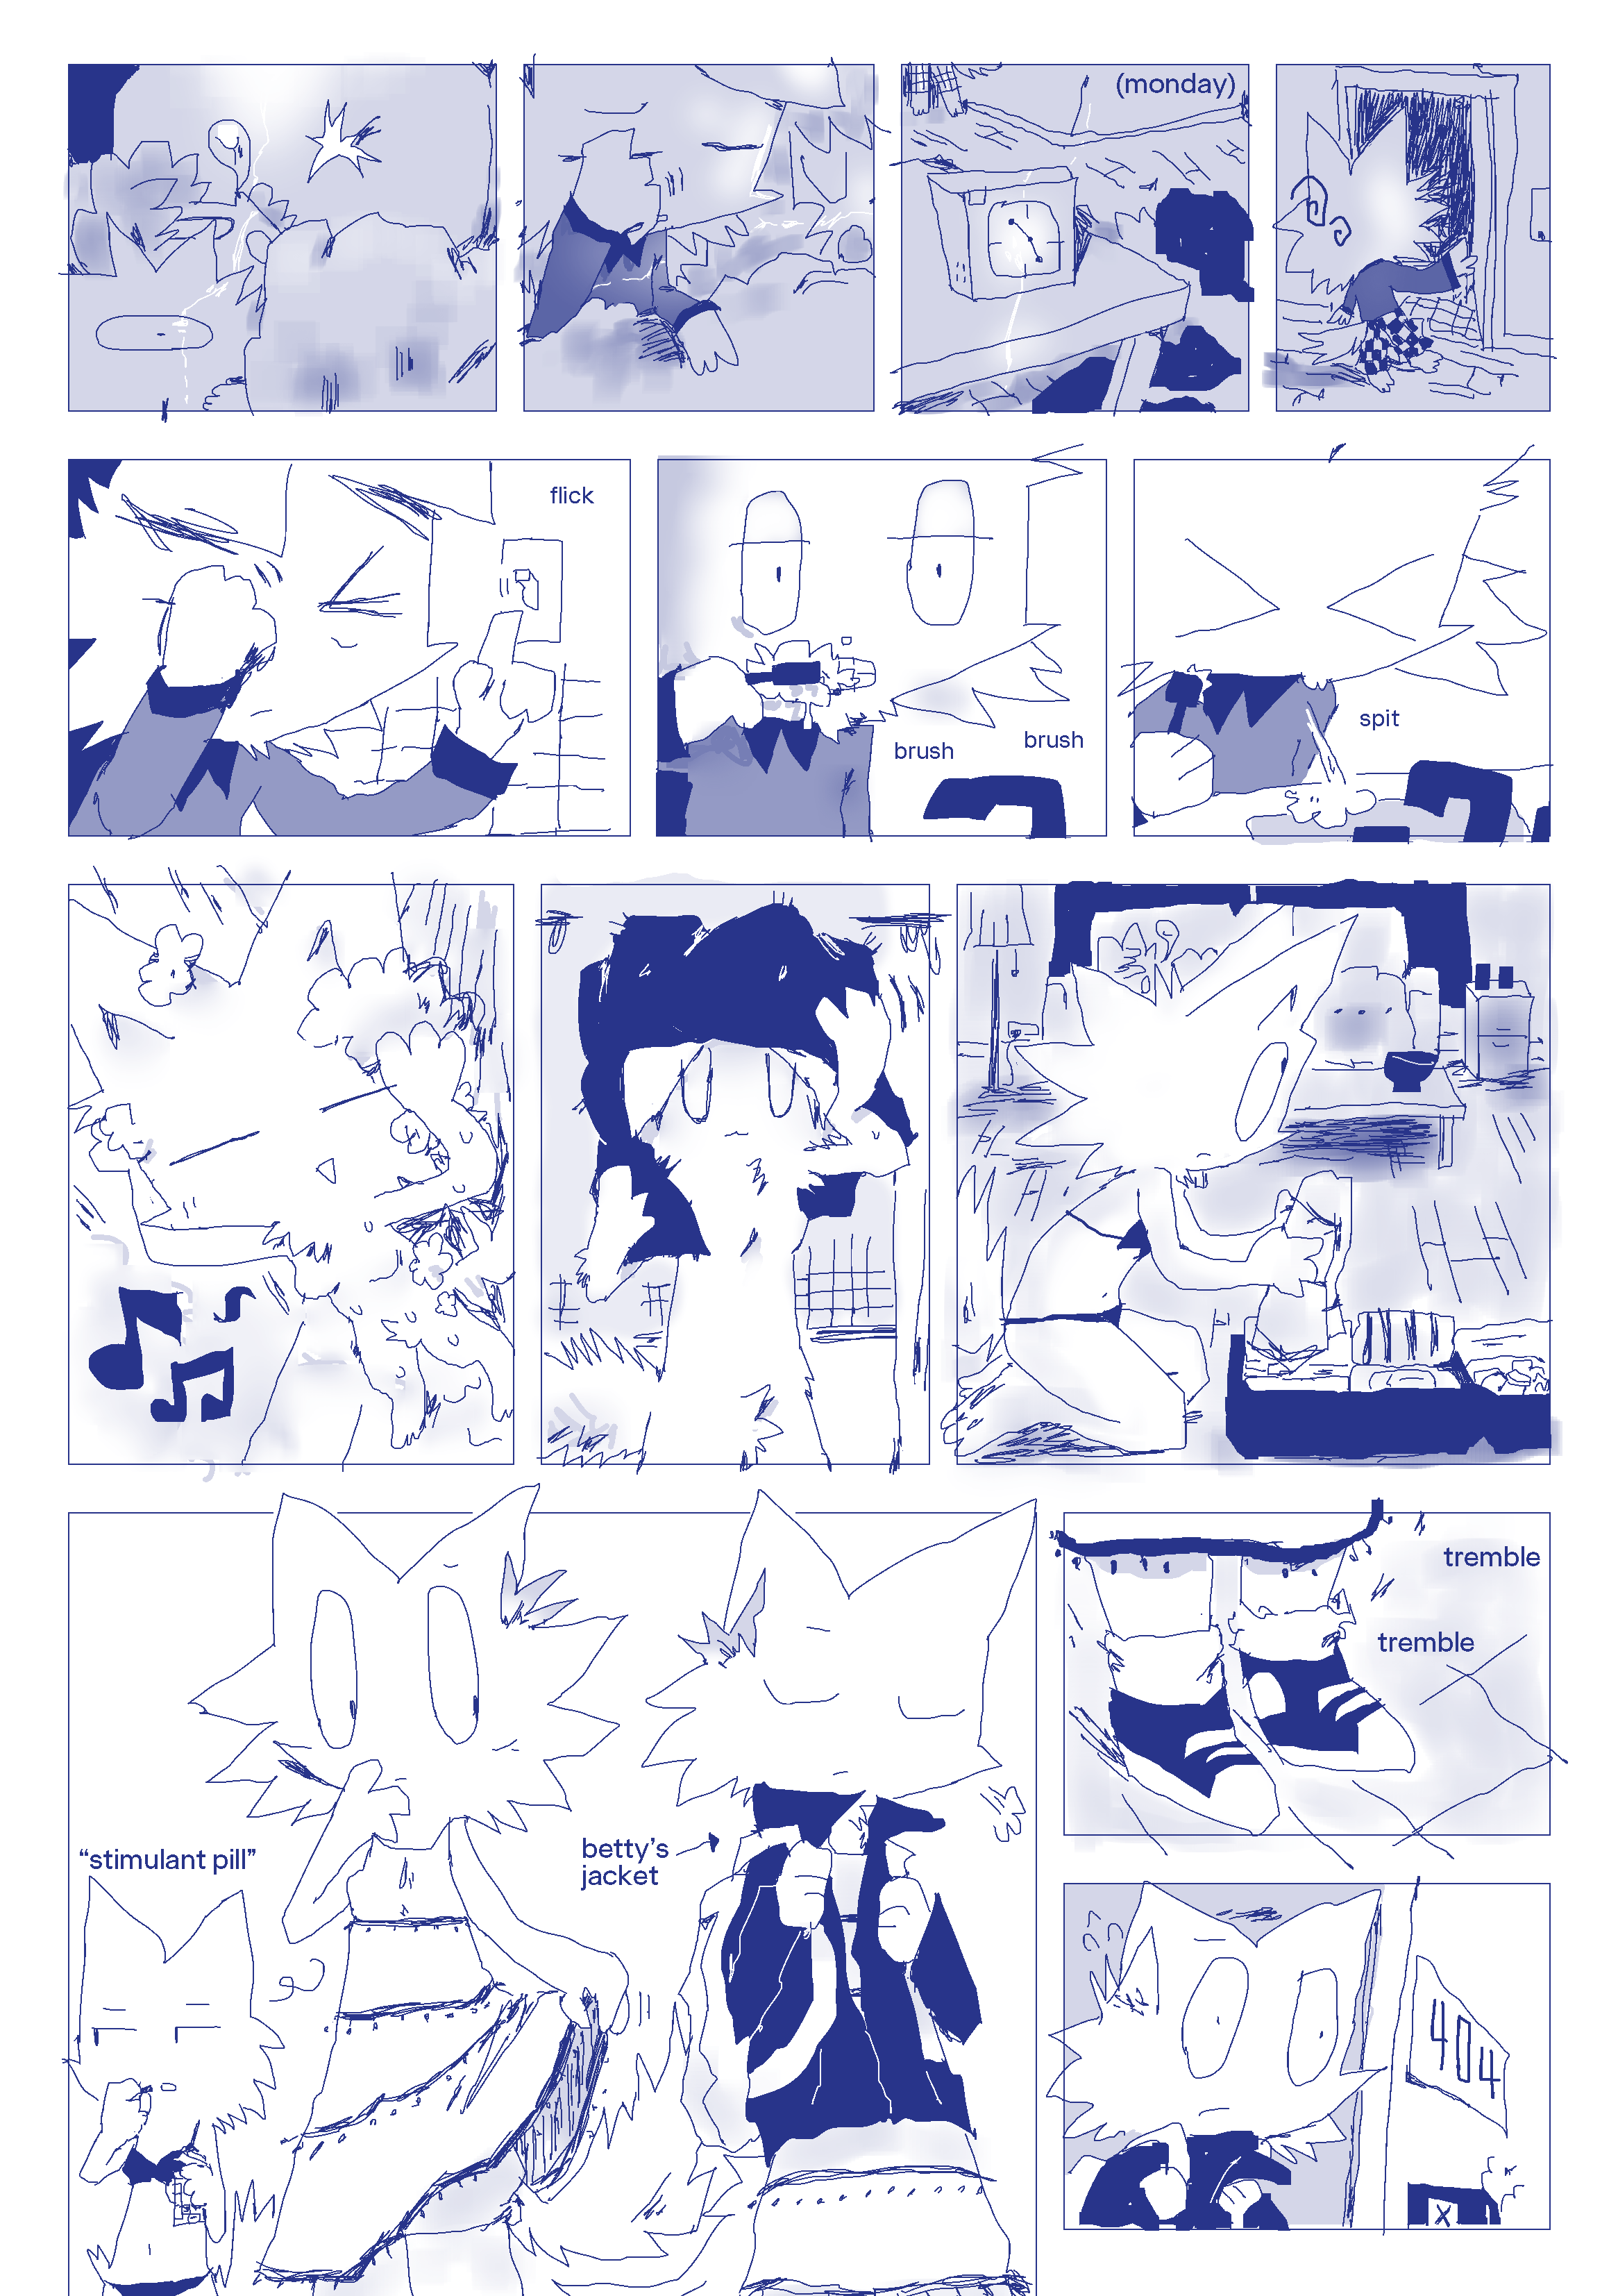 (monday)
flick
brush
brush
spit
“stimulant pill”
betty’s
jacket
tremble
tremble
404
X